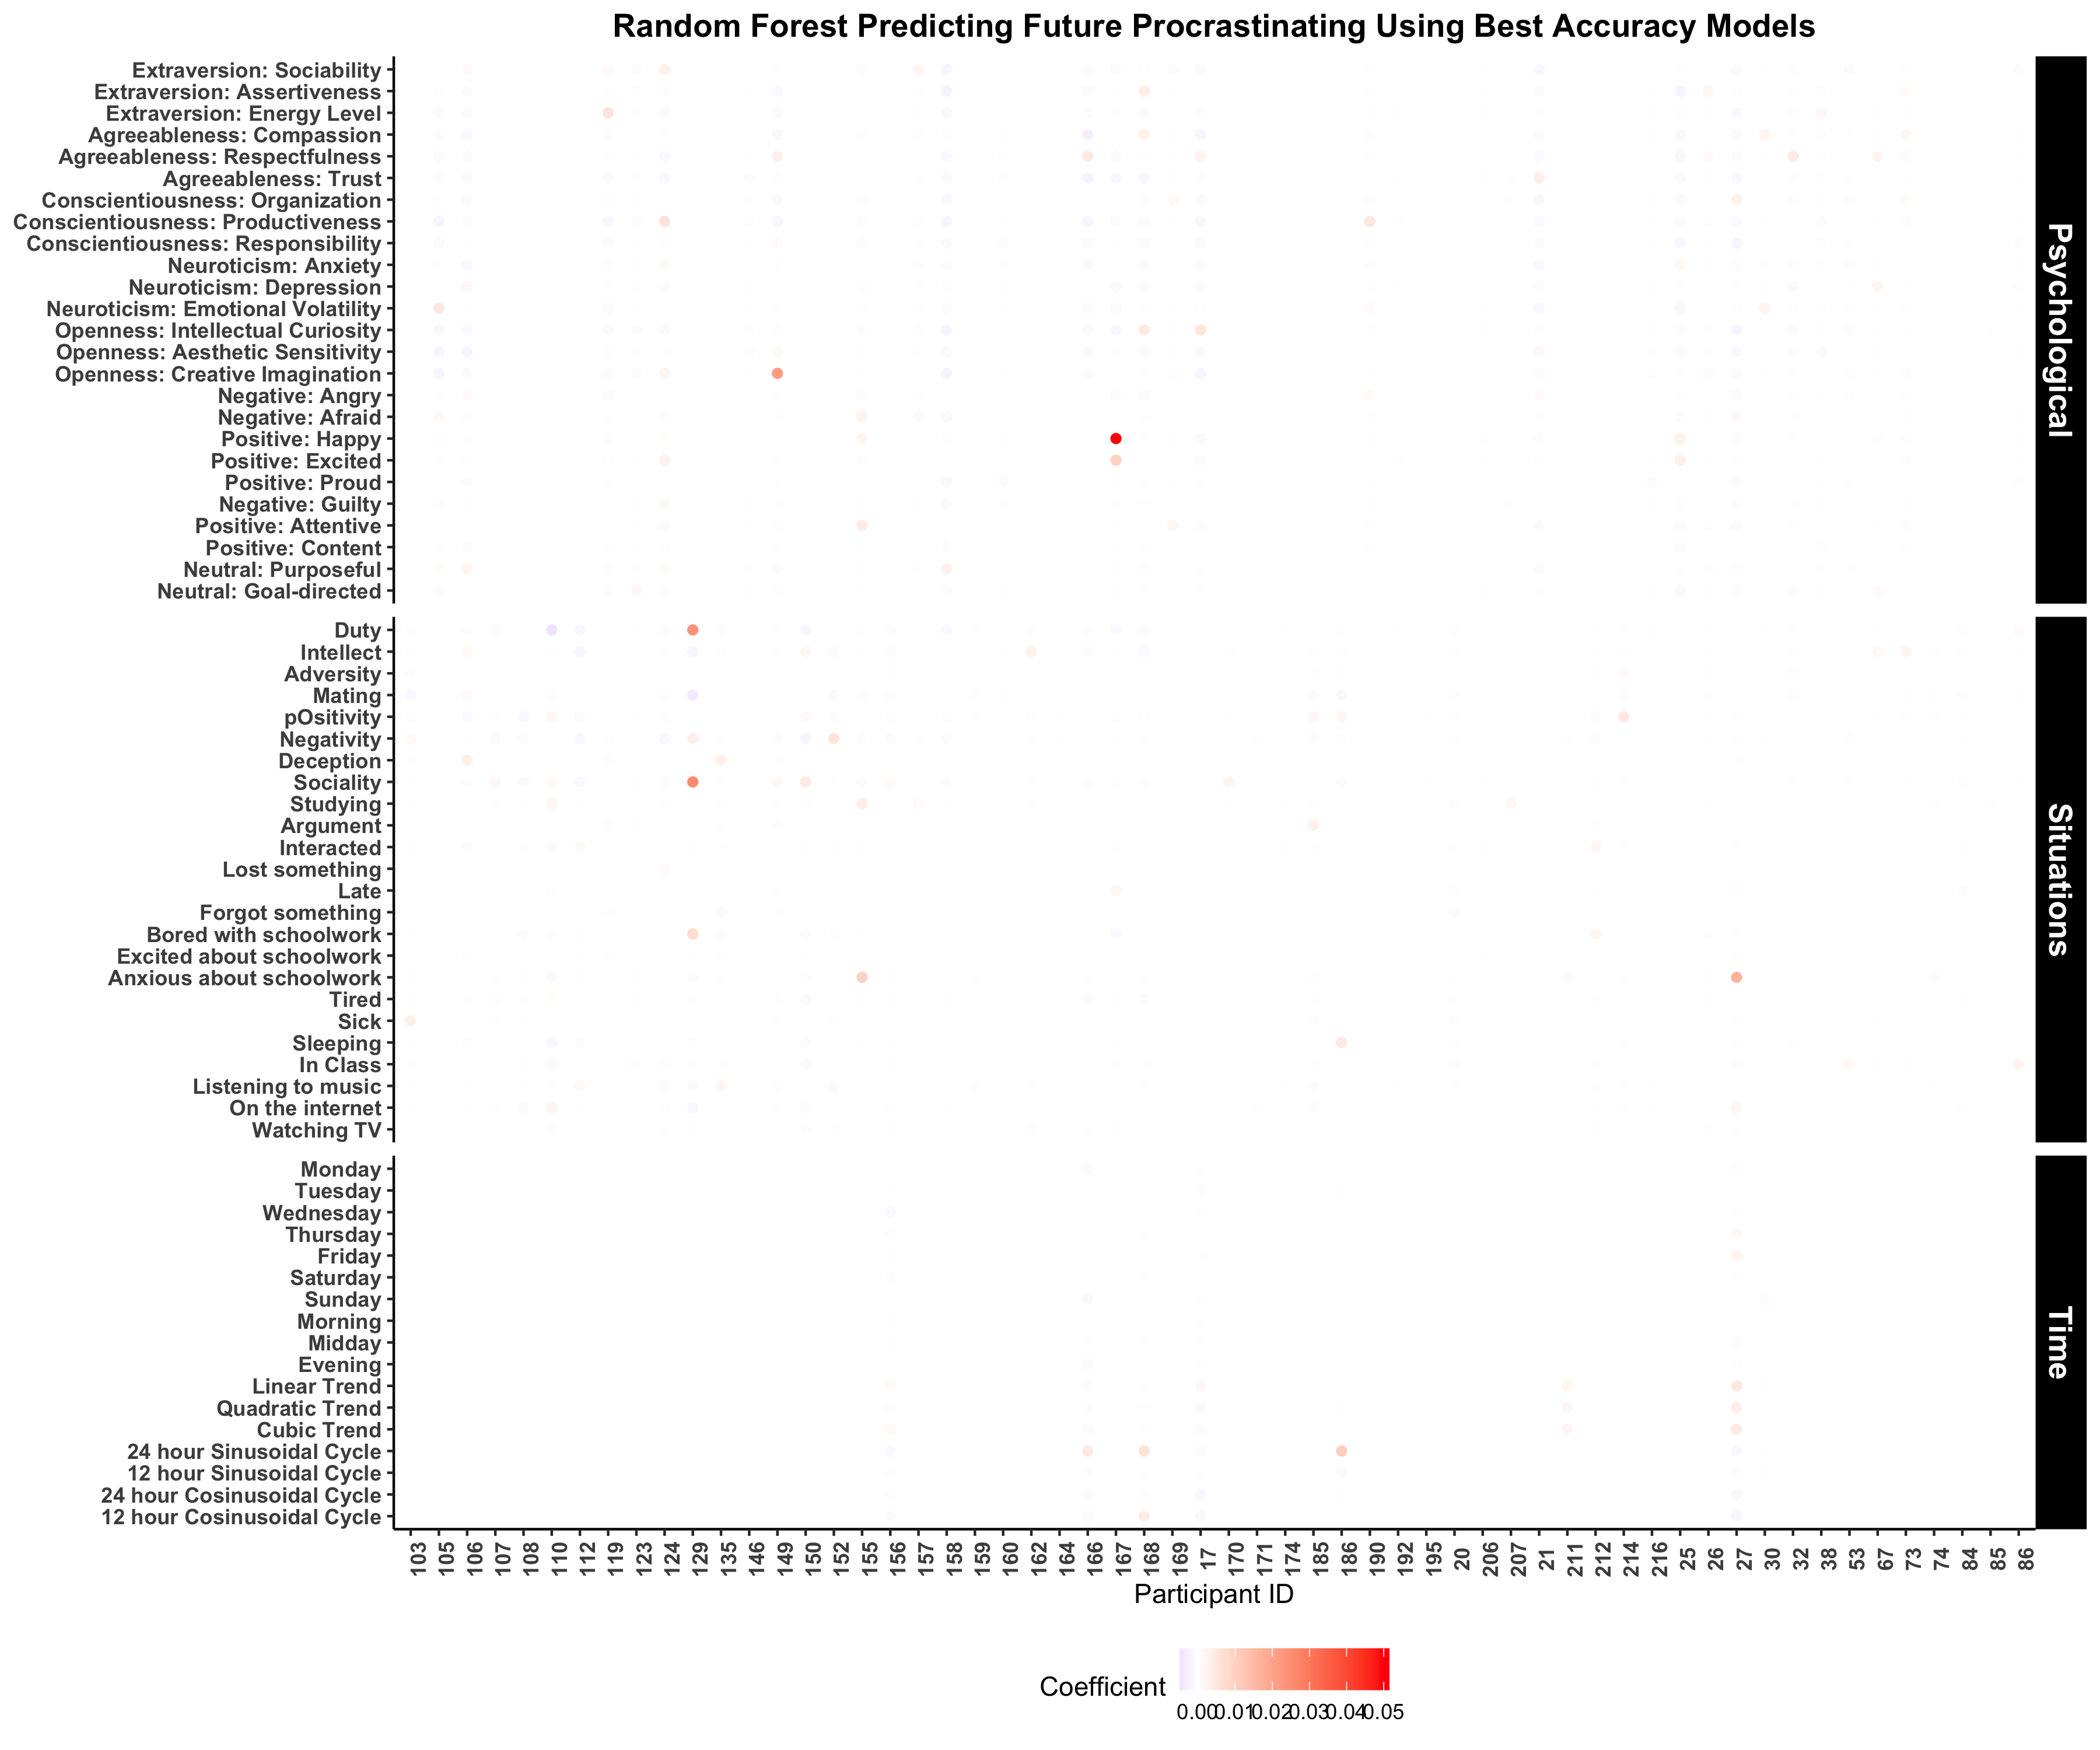 Random Forest Predicting Future Procrastinating Using Best Accuracy Models
Extraversion: Sociability
Extraversion: Assertiveness
Extraversion: Energy Level
Agreeableness: Compassion
Agreeableness: Respectfulness
Agreeableness: Trust
Conscientiousness: Organization
Conscientiousness: Productiveness
Conscientiousness: Responsibility
Neuroticism: Anxiety
Neuroticism: Depression
Neuroticism: Emotional Volatility
Openness: Intellectual Curiosity
Openness: Aesthetic Sensitivity
Openness: Creative Imagination
Negative: Angry
Negative: Afraid
Positive: Happy
Positive: Excited
Positive: Proud
Negative: Guilty
Positive: Attentive
Positive: Content
Neutral: Purposeful
Neutral: Goal-directed
Psychological
Duty
Intellect
Adversity
Mating
pOsitivity
Negativity
Deception
Sociality
Studying
Argument
Interacted
Lost something
Late
Forgot something
Bored with schoolwork
Excited about schoolwork
Anxious about schoolwork
Tired
Sick
Sleeping
In Class
Listening to music
On the internet
Watching TV
Situations
Monday
Tuesday
Wednesday
Thursday
Friday
Saturday
Sunday
Morning
Midday
Evening
Linear Trend
Quadratic Trend
Cubic Trend
24 hour Sinusoidal Cycle
12 hour Sinusoidal Cycle
24 hour Cosinusoidal Cycle
12 hour Cosinusoidal Cycle
Time
103 105 106 107 108 110 112 119 123 124 129 135 146 149 150 152 155 156 157 158 159 160 162 164 166 167 168 169 17 170 171 174 185 186 190 192 195 20 206 207 21 211 212 214 216 25 26 27 30 32 38 53 67 73 74 84 85 86
Participant ID
Coefficient
0.00 0.01 0.02 0.03 0.04 0.05